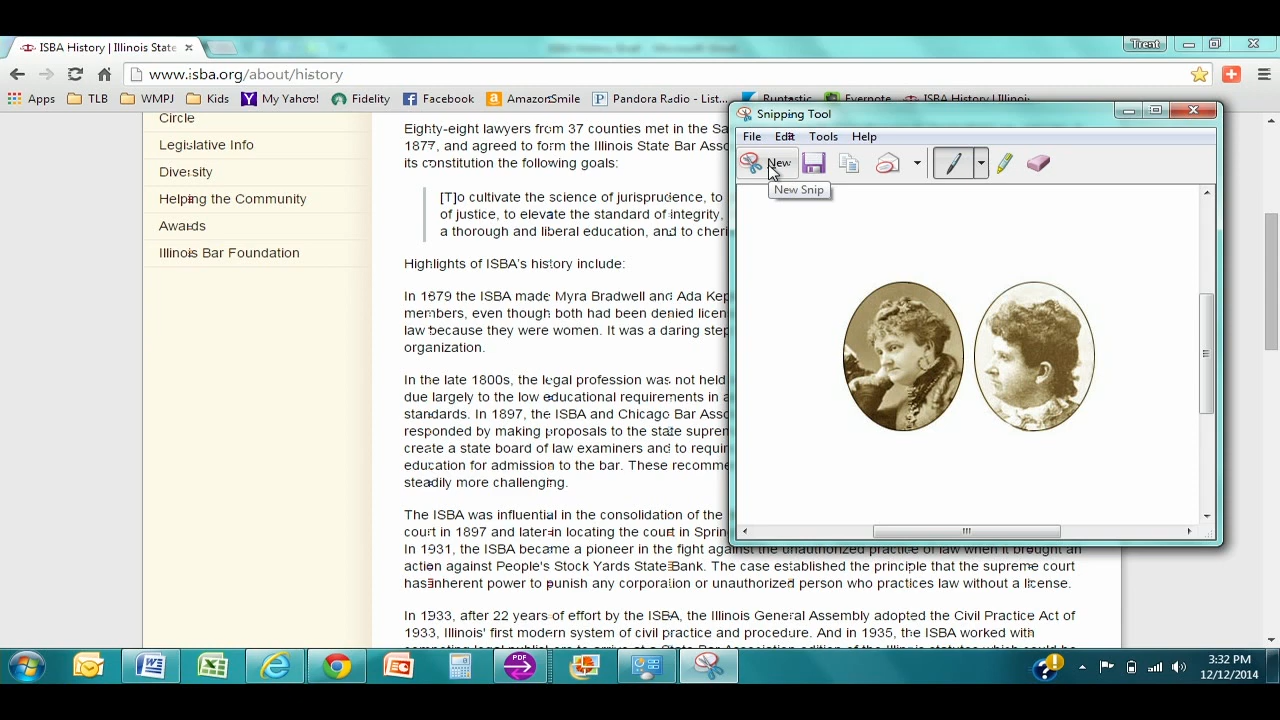 ISBA History | Illinois State
Trent
www.isba.org/about/history
Apps
TLB
WMPJ
Kids
My Yahoo!
Fidelity
Facebook
AmazonSmile
Pandora Radio - List...
Runtastic
Evernote
ISBA History | Illinoi
Circle
Legislative Info
Diversity
Helping the Community
Awards
Illinois Bar Foundation
Eighty-eight lawyers from 37 counties met in the Sa
1877, and agreed to form the Illinois State Bar Asso
its constitution the following goals:
[T]o cultivate the science of jurisprudence, to
of justice, to elevate the standard of integrity,
a thorough and liberal education, and to cheri
Highlights of ISBA's history include:
In 1879 the ISBA made Myra Bradwell and Ada Kep
members, even though both had been denied licen
law because they were women. It was a daring step
organization.
In the late 1800s, the legal profession was not held
due largely to the low educational requirements in a
standards. In 1897, the ISBA and Chicago Bar Asso
responded by making proposals to the state suprem
create a state board of law examiners and to requir
education for admission to the bar. These recomme
steadily more challenging.
The ISBA was influential in the consolidation of the
court in 1897 and later in locating the court in Sprin
In 1931, the ISBA became a pioneer in the fight against the unauthorized practice of law when it brought an
action against People's Stock Yards State Bank. The case established the principle that the supreme court
has inherent power to punish any corporation or unauthorized person who practices law without a license.
In 1933, after 22 years of effort by the ISBA, the Illinois General Assembly adopted the Civil Practice Act of
1933, Illinois' first modern system of civil practice and procedure. And in 1935, the ISBA worked with
Snipping Tool
File Edit Tools Help
New
New Snip
PDF
3:32 PM
12/12/2014